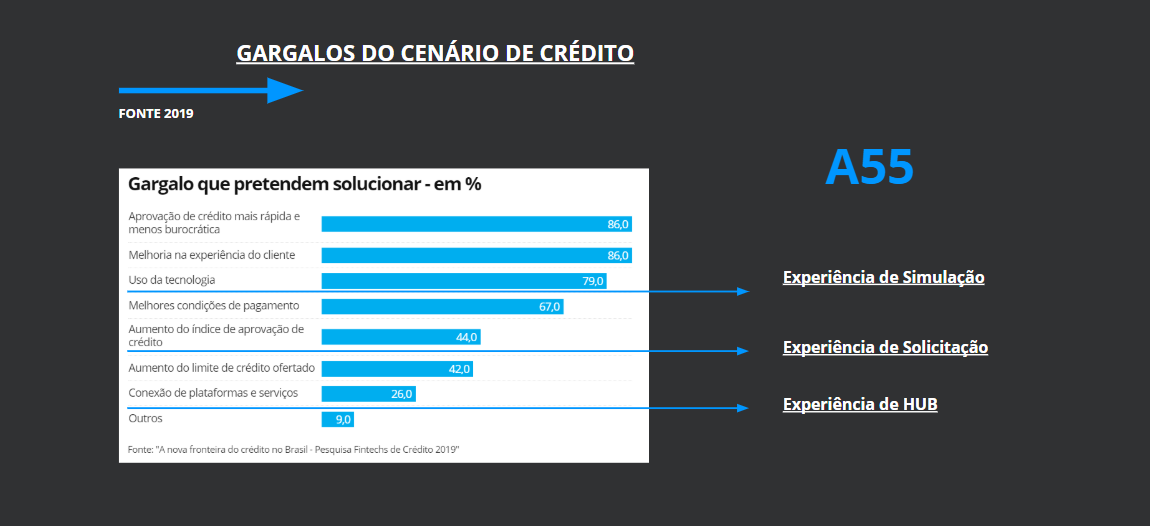 GARGALOS DO CENÁRIO DE CRÉDITO
FONTE 2019
A55
Gargalo que pretendem solucionar - em %
Aprovação de crédito mais rápida e
menos burocrática
86,0
Melhoria na experiência do cliente
86,0
Uso da tecnologia
79,0
Experiência de Simulação
Melhores condições de pagamento
67,0
Aumento do índice de aprovação de
crédito
44,0
Experiência de Solicitação
Aumento do limite de crédito ofertado
42,0
Conexão de plataformas e serviços
26,0
Experiência de HUB
Outros
9,0
Fonte: "A nova fronteira do crédito no Brasil - Pesquisa Fintechs de Crédito 2019"